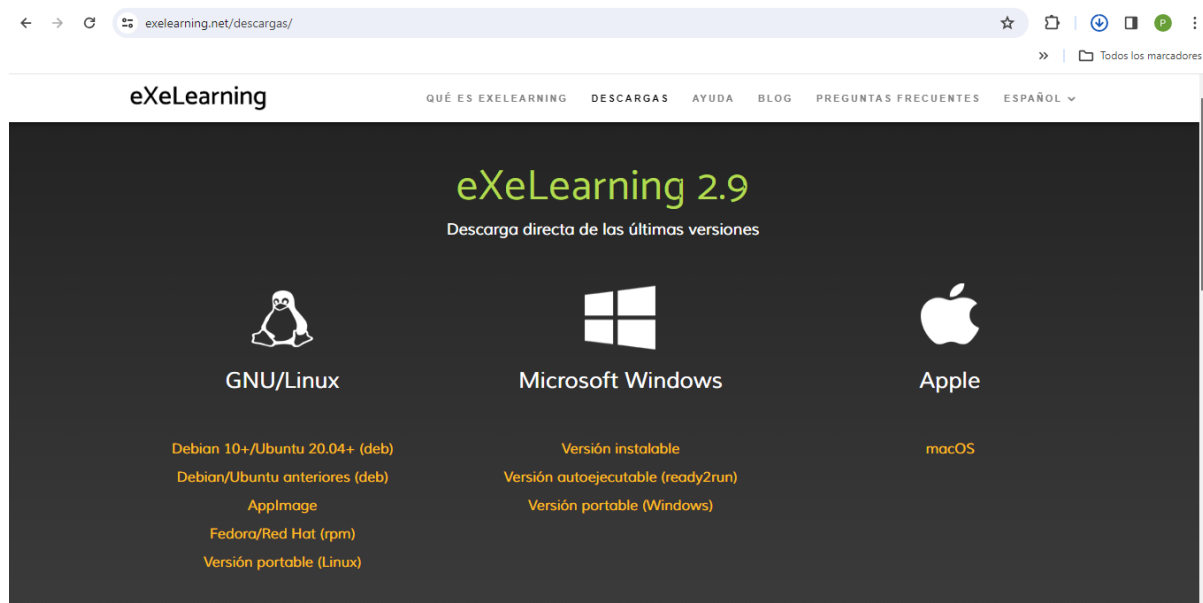 exelearning.net/descargas/
P
» Todos los marcadores
eXeLearning
QUÉ ES EXELEARNING DESCARGAS AYUDA BLOG PREGUNTAS FRECUENTES ESPAÑOL
eXeLearning 2.9
Descarga directa de las últimas versiones
GNU/Linux
Debian 10+/Ubuntu 20.04+ (deb)
Debian/Ubuntu anteriores (deb)
AppImage
Fedora/Red Hat (rpm)
Versión portable (Linux)
Microsoft Windows
Versión instalable
Versión autoejecutable (ready2run)
Versión portable (Windows)
Apple
macOS